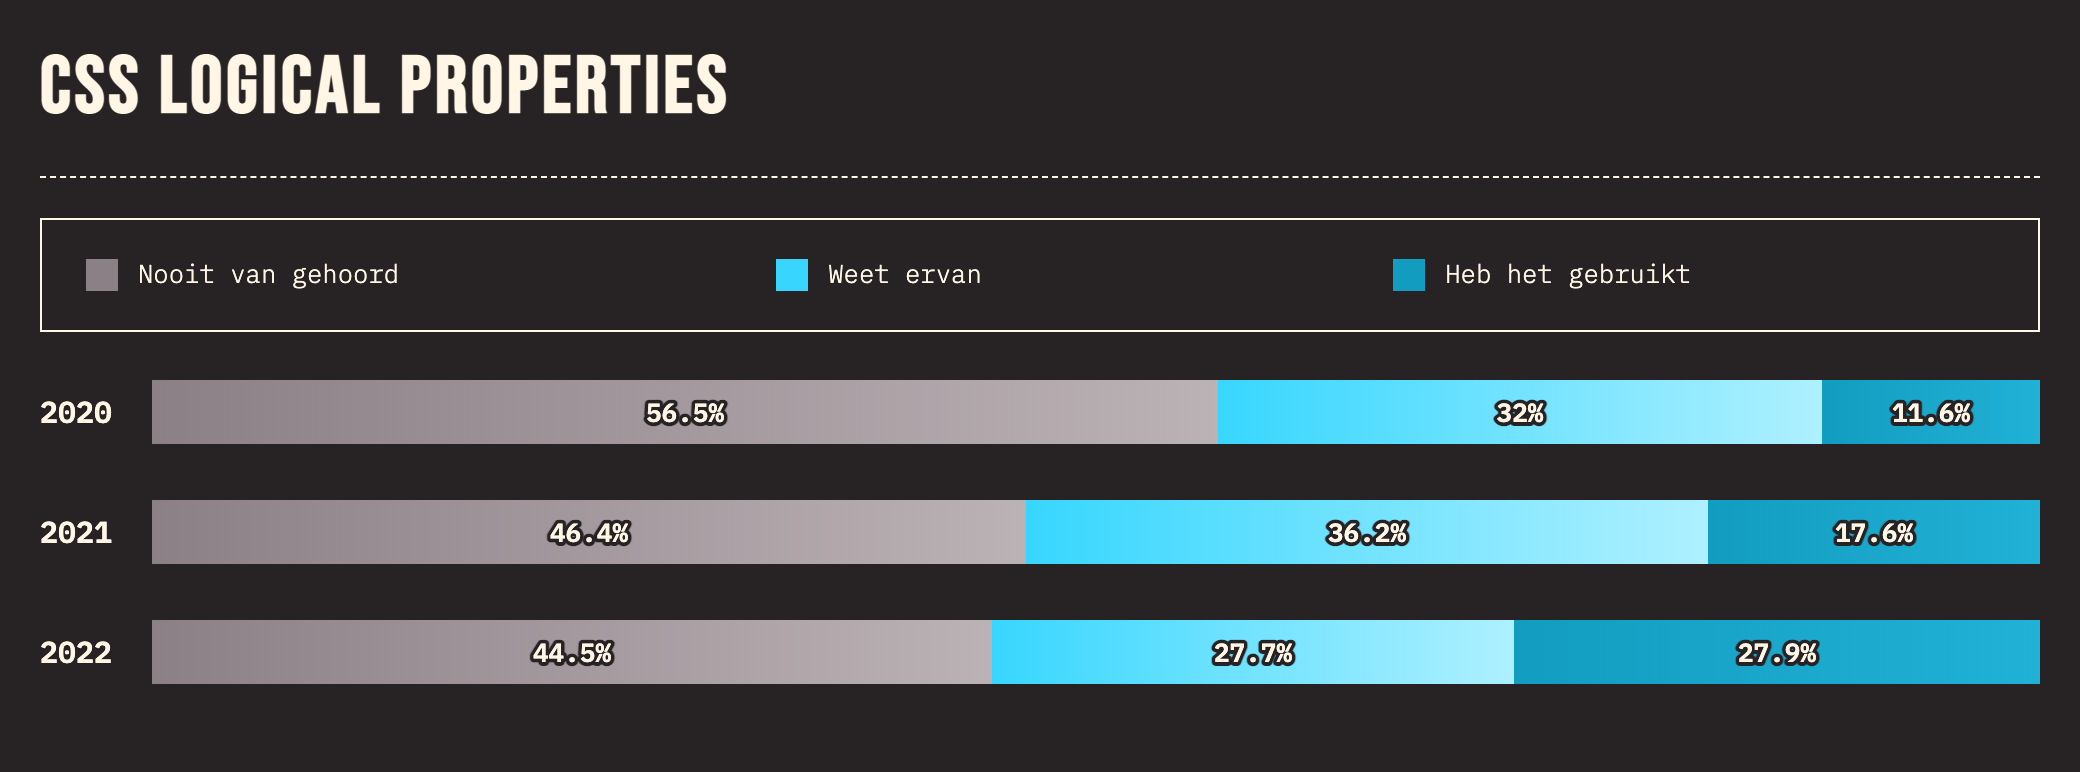 CSS LOGICAL PROPERTIES
Nooit van gehoord Weet ervan Heb het gebruikt
2020 56.5% 32% 11.6%
2021 46.4% 36.2% 17.6%
2022 44.5% 27.7% 27.9%